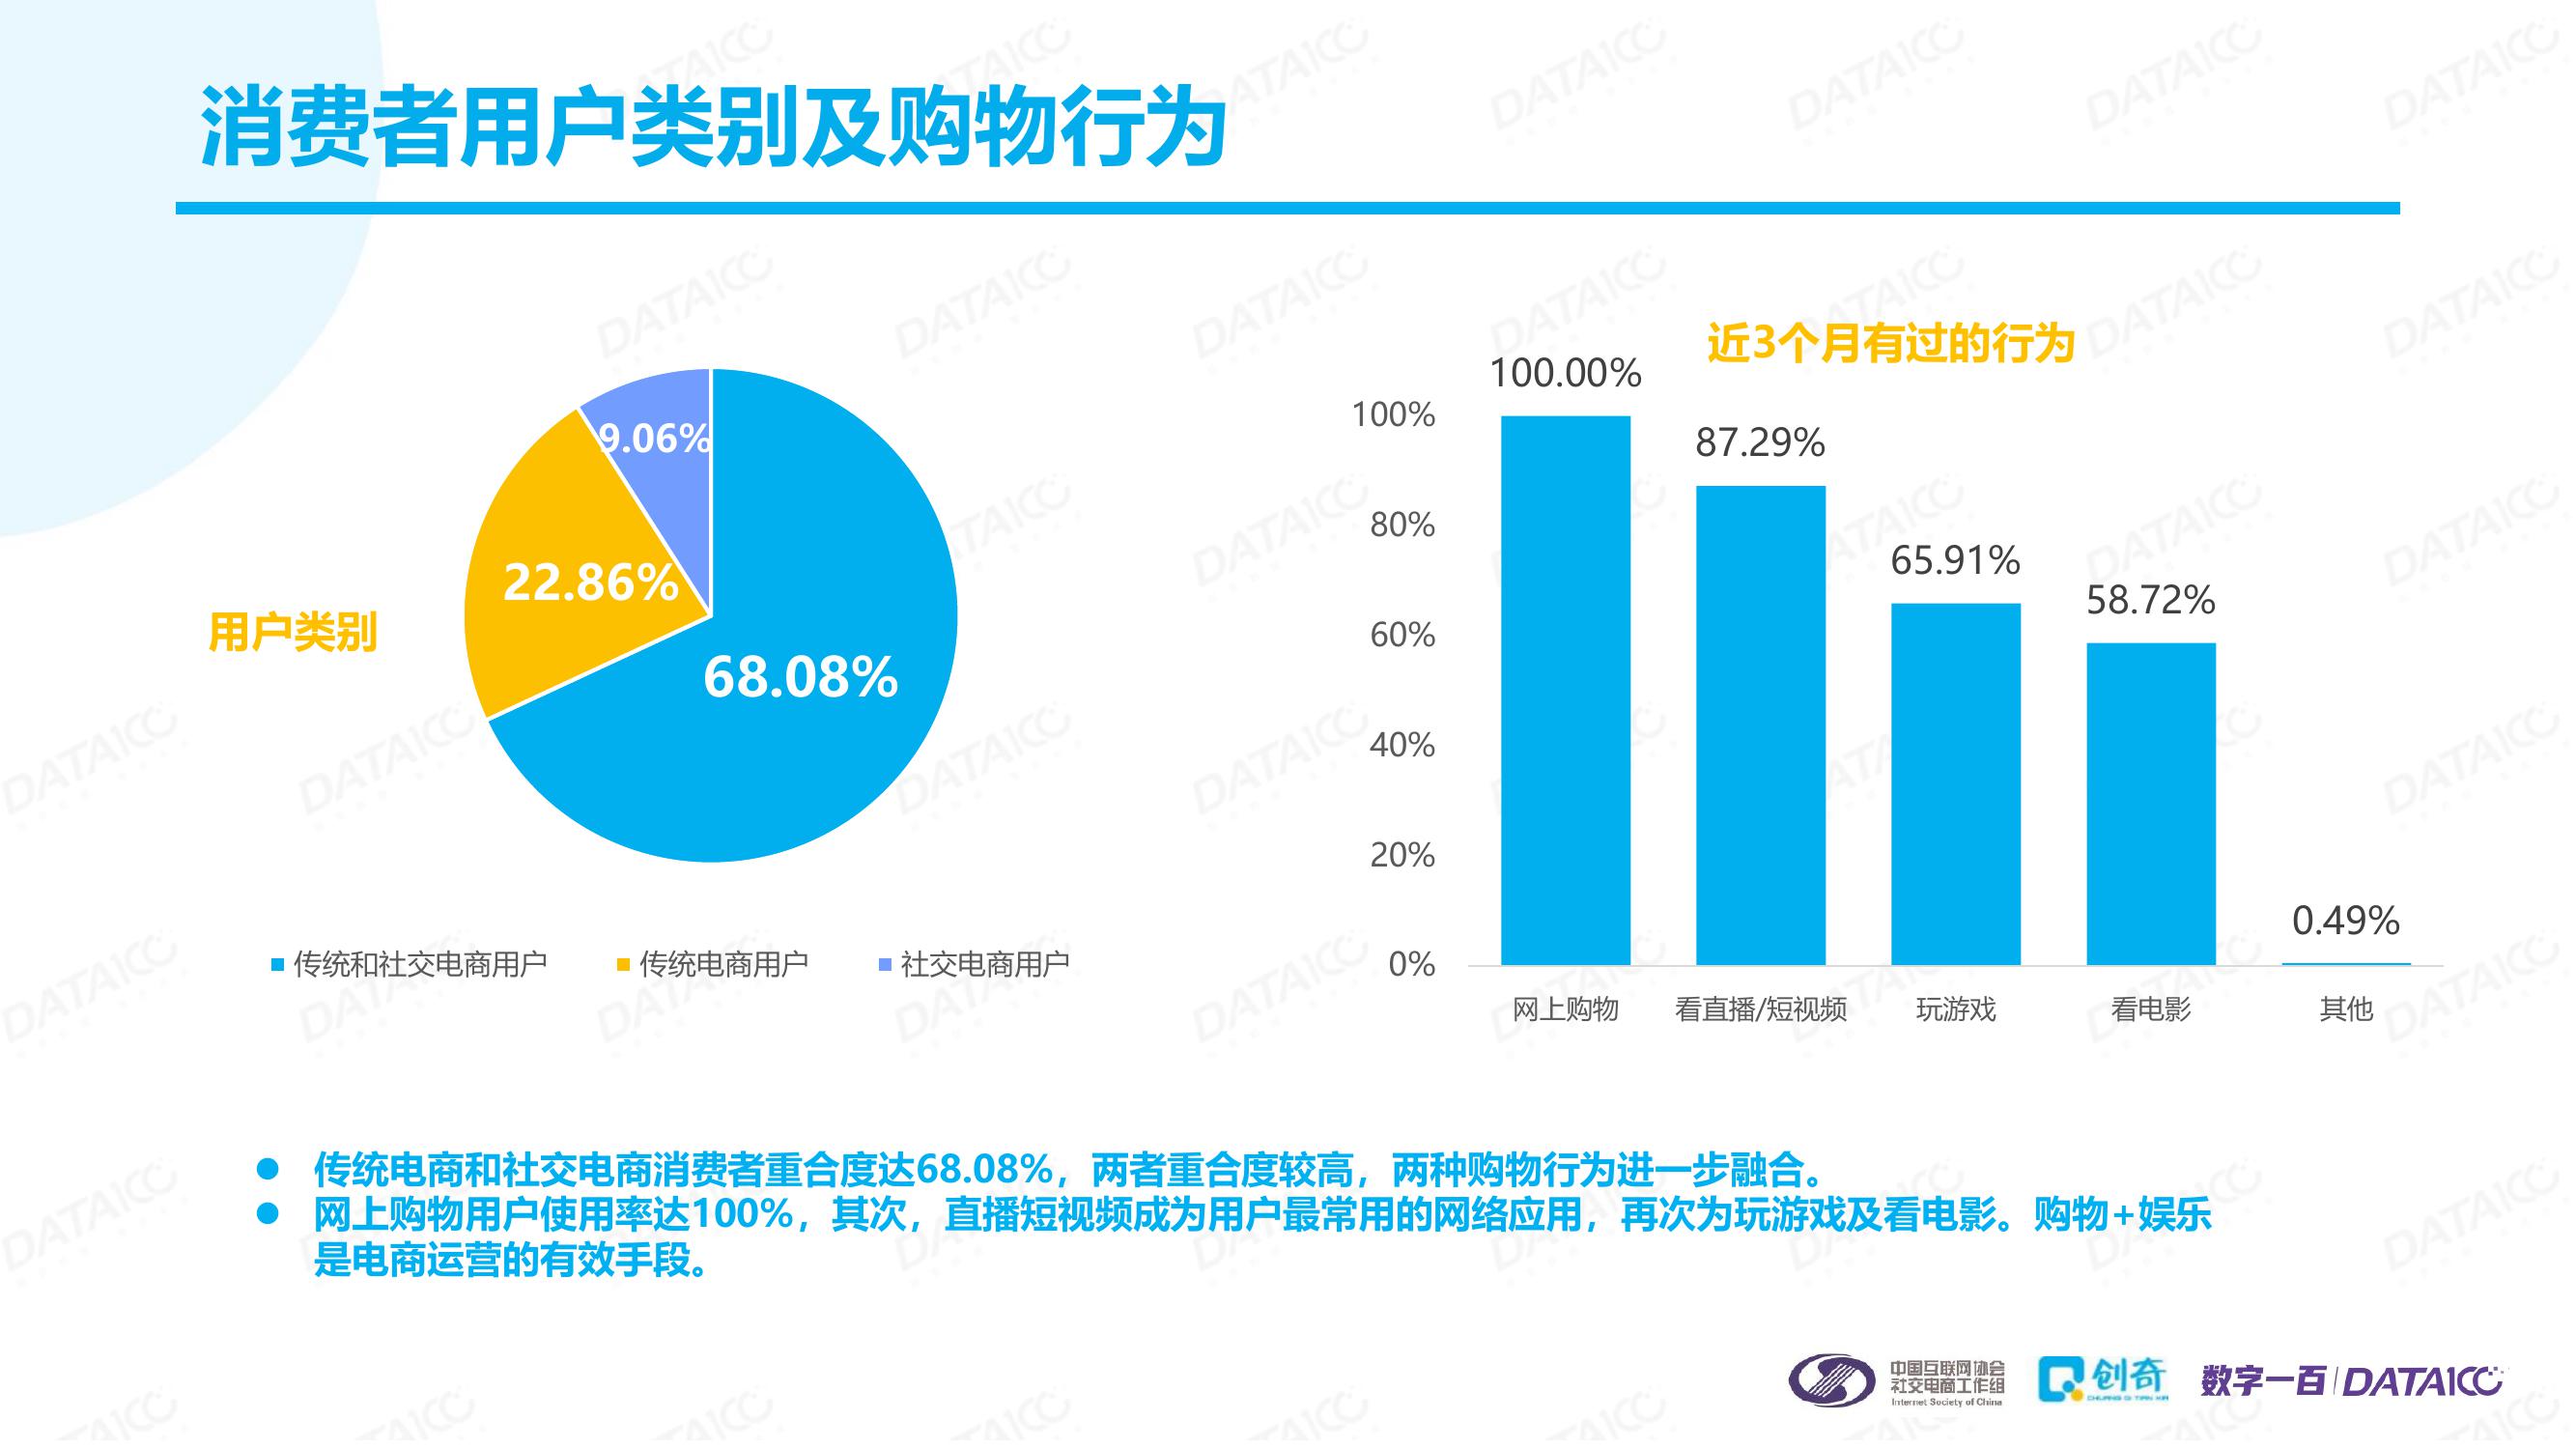 消费者用户类别及购物行为
用户类别
9.06%
22.86%
68.08%
传统和社交电商用户 传统电商用户 社交电商用户
近3个月有过的行为
100.00%
87.29%
65.91%
58.72%
0.49%
100%
80%
60%
40%
20%
0%
网上购物 看直播/短视频 玩游戏 看电影 其他
● 传统电商和社交电商消费者重合度达68.08%，两者重合度较高，两种购物行为进一步融合。
● 网上购物用户使用率达100%，其次，直播短视频成为用户最常用的网络应用，再次为玩游戏及看电影。购物+娱乐
是电商运营的有效手段。
中国互联网协会
社交电商工作组
Internet Society of China
创奇
CHUANG QI TIAN XIA
数字一百 | DATA1CC